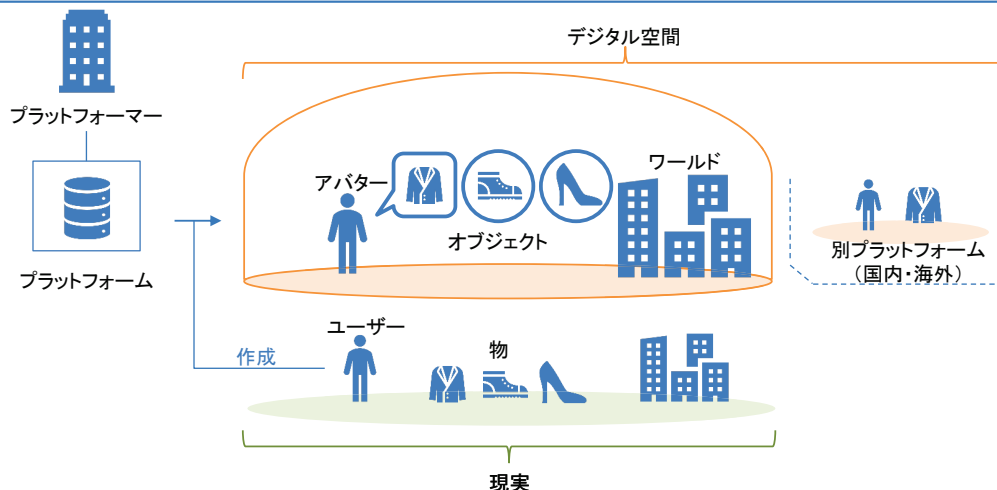 デジタル空間
プラットフォーマー
ワールド
アバター
オブジェクト
別プラットフォーム
（国内・海外）
プラットフォーム
ユーザー
物
作成
現実